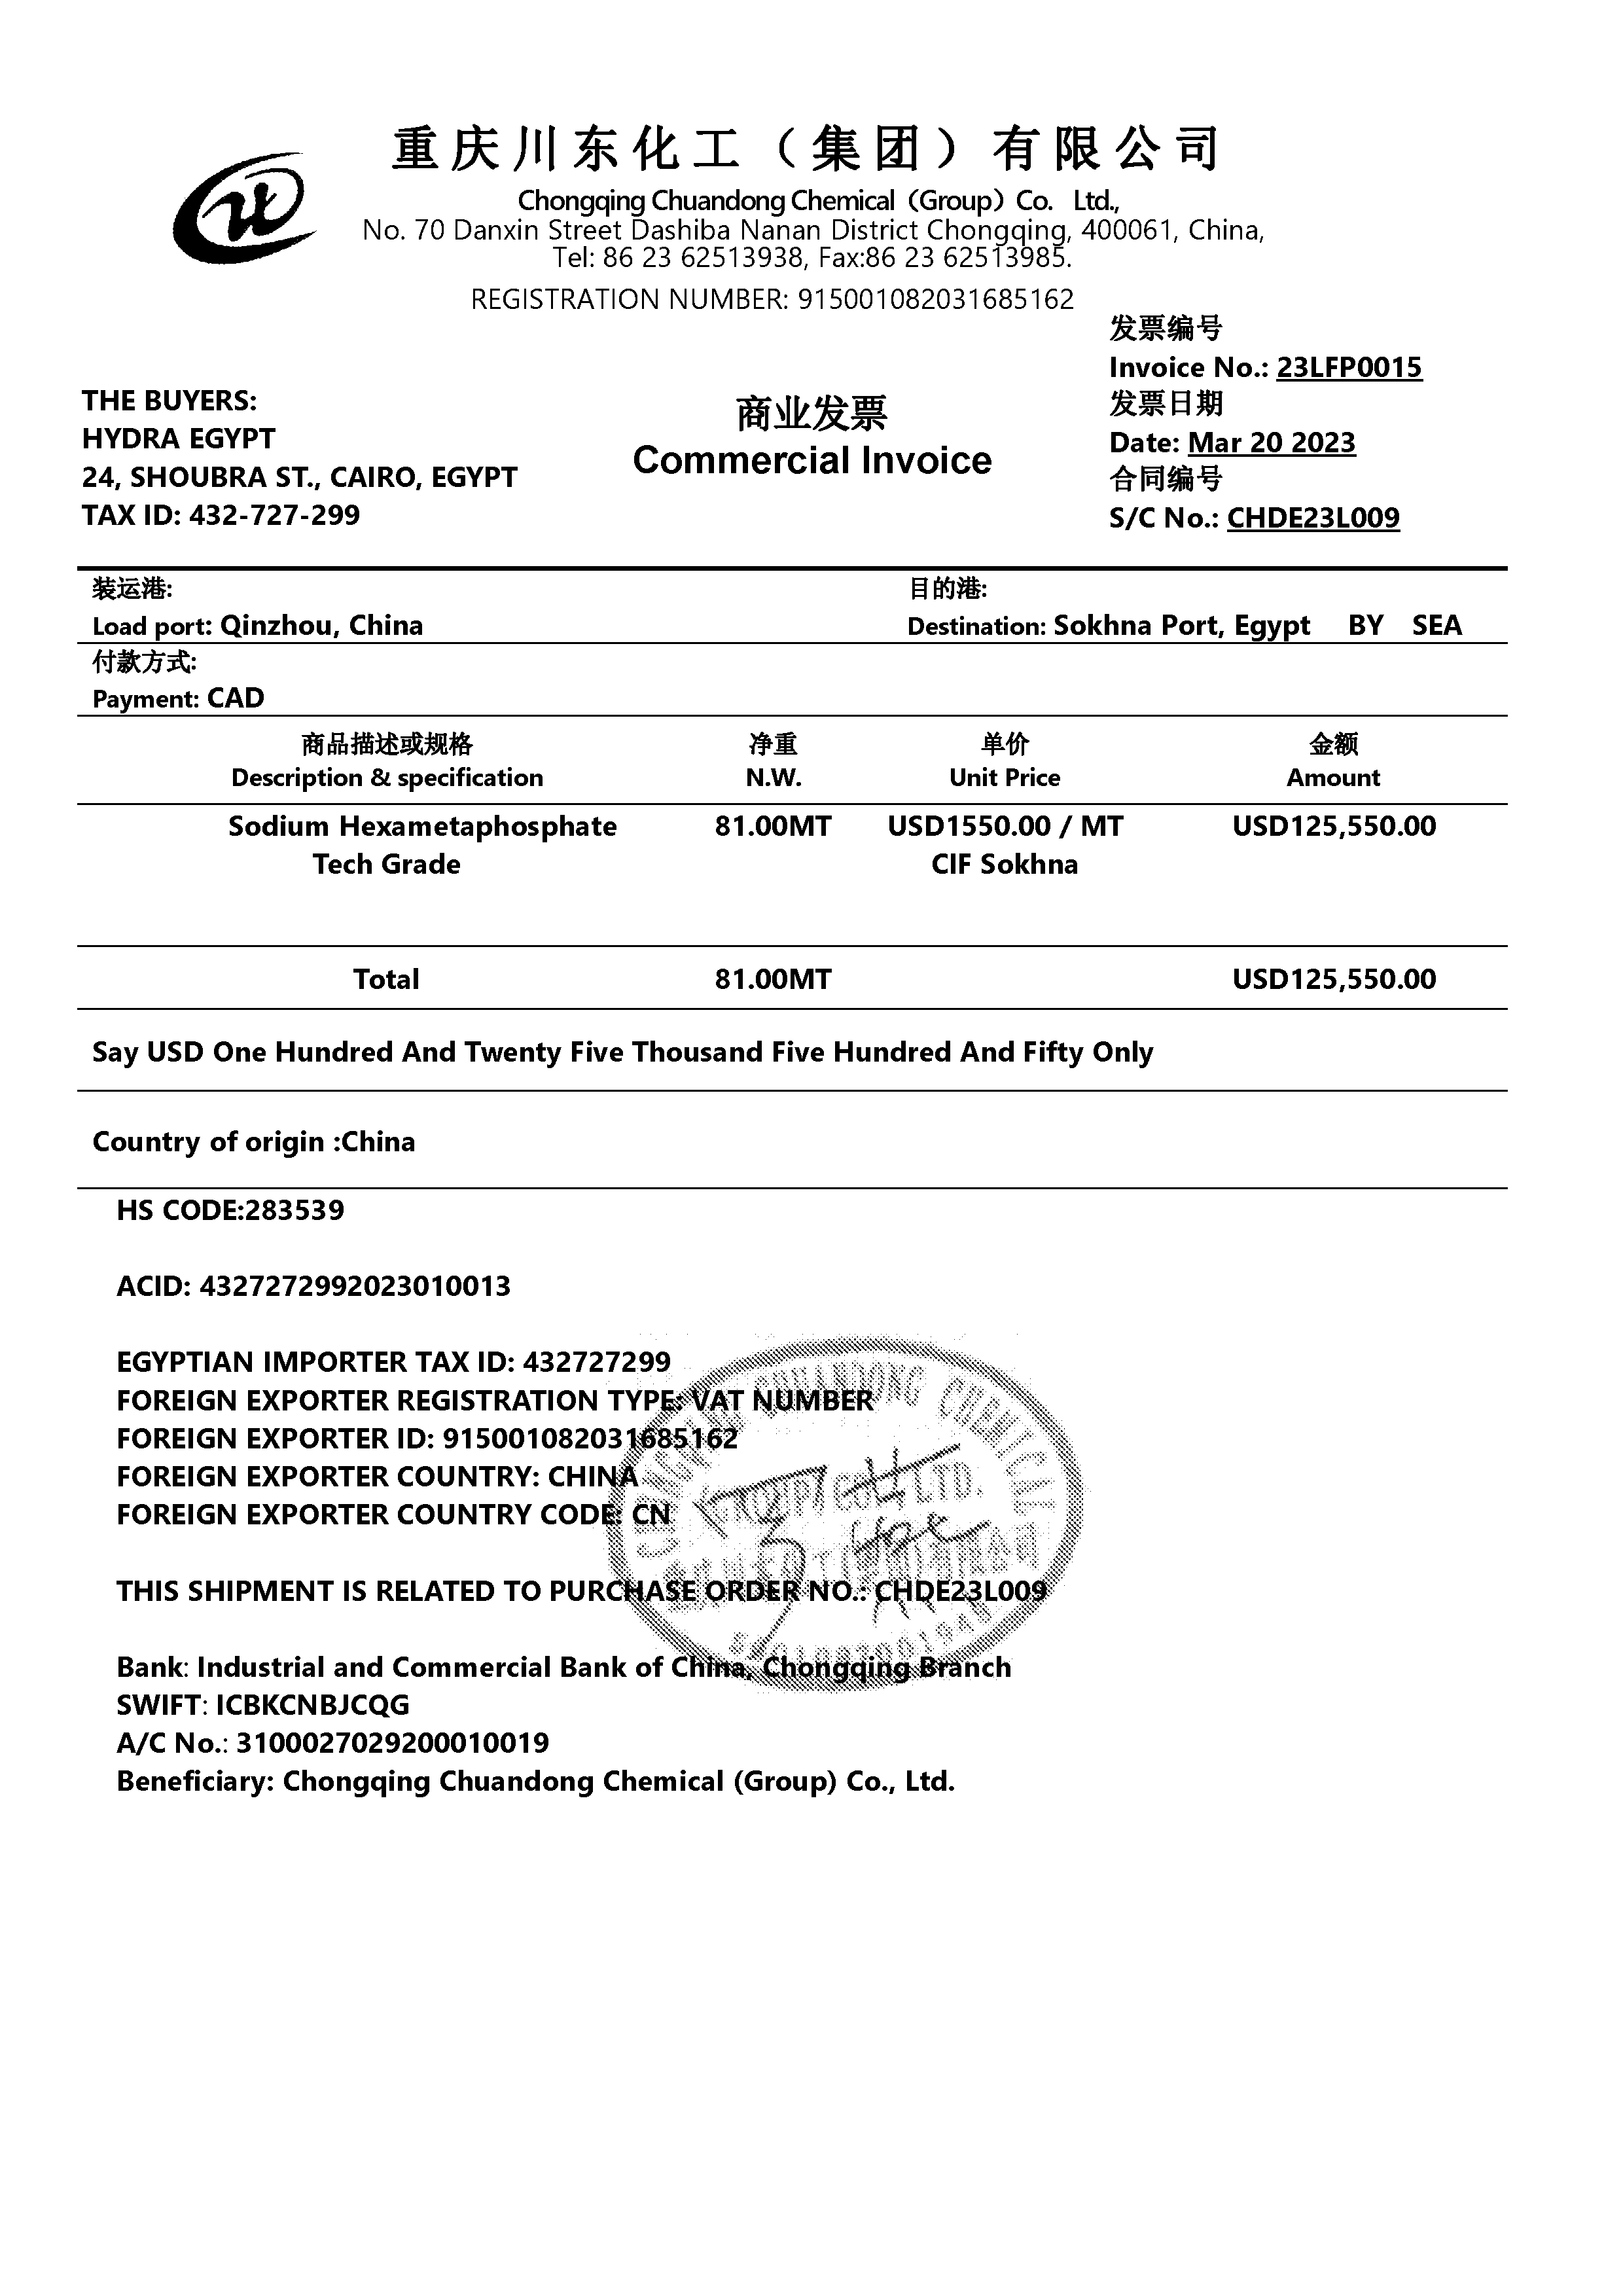 重庆川东化工（集团）有限公司
Chongqing Chuandong Chemical（Group）Co. Ltd.,
No. 70 Danxin Street Dashiba Nanan District Chongqing, 400061, China,
Tel: 86 23 62513938, Fax:86 23 62513985.
REGISTRATION NUMBER: 915001082031685162
发票编号
Invoice No.: 23LFP0015
发票日期
Date: Mar 20 2023
合同编号
S/C No.: CHDE23L009
THE BUYERS:
HYDRA EGYPT
24, SHOUBRA ST., CAIRO, EGYPT
TAX ID: 432-727-299
商业发票
Commercial Invoice
装运港: 目的港:
Load port: Qinzhou, China Destination: Sokhna Port, Egypt BY SEA
付款方式:
Payment: CAD
商品描述或规格 净重 单价 金额
Description & specification N.W. Unit Price Amount
Sodium Hexametaphosphate 81.00MT USD1550.00 / MT USD125,550.00
Tech Grade CIF Sokhna
Total 81.00MT USD125,550.00
Say USD One Hundred And Twenty Five Thousand Five Hundred And Fifty Only
Country of origin :China
HS CODE:283539
ACID: 4327272992023010013
EGYPTIAN IMPORTER TAX ID: 432727299
FOREIGN EXPORTER REGISTRATION TYPE: VAT NUMBER
FOREIGN EXPORTER ID: 915001082031685162
FOREIGN EXPORTER COUNTRY: CHINA
FOREIGN EXPORTER COUNTRY CODE: CN
THIS SHIPMENT IS RELATED TO PURCHASE ORDER NO.: CHDE23L009
Bank: Industrial and Commercial Bank of China, Chongqing Branch
SWIFT: ICBKCNBJCQG
A/C No.: 3100027029200010019
Beneficiary: Chongqing Chuandong Chemical (Group) Co., Ltd.
CHONGQING CHUANDONG CHEMICAL
(GROUP) CO., LTD.